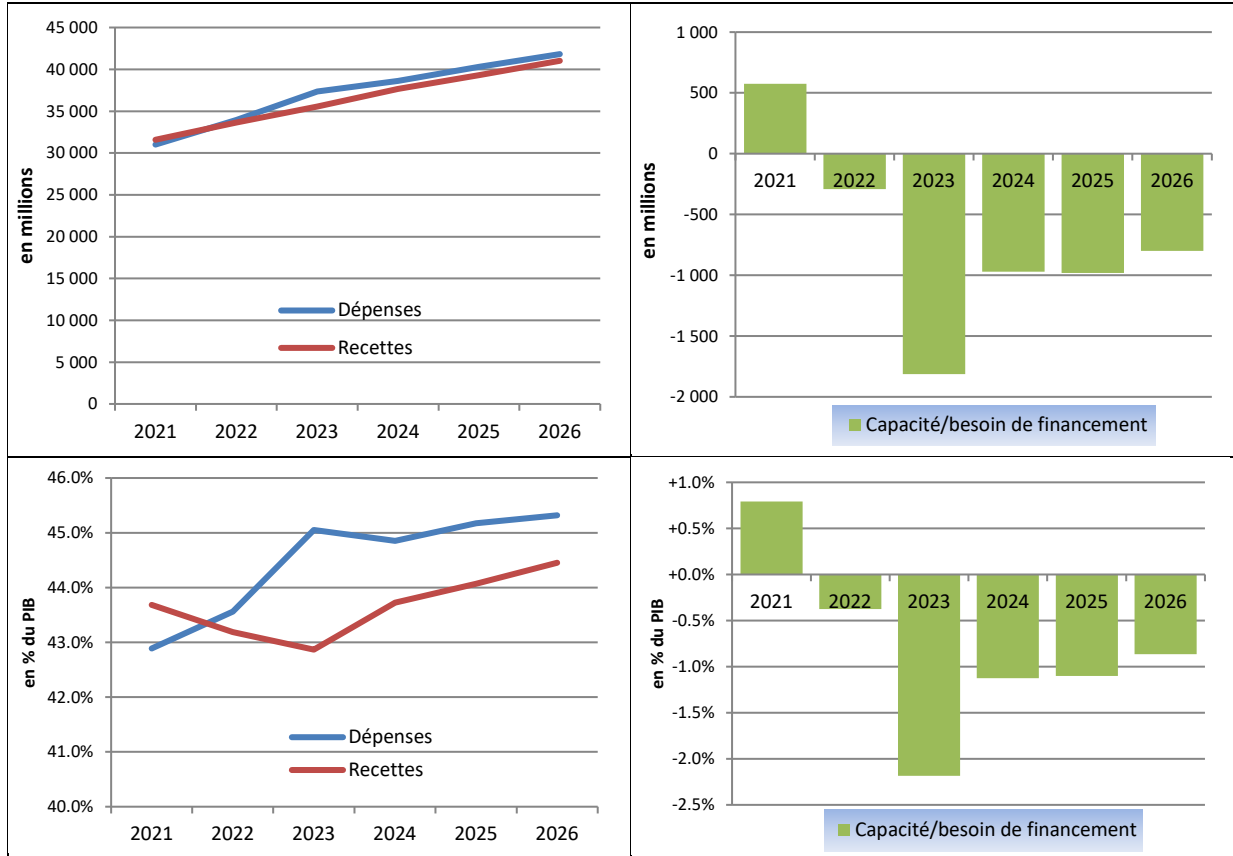 45 000
40 000
35 000
30 000
25 000
20 000
15 000
10 000
5 000
0
en millions
Dépenses
Recettes
2021 2022 2023 2024 2025 2026
1 000
500
0
-500
-1 000
-1 500
-2 000
en millions
2021 2022 2023 2024 2025 2026
Capacité/besoin de financement
46.0%
45.0%
44.0%
43.0%
42.0%
41.0%
40.0%
en % du PIB
Dépenses
Recettes
2021 2022 2023 2024 2025 2026
+1.0%
+0.5%
+0.0%
-0.5%
-1.0%
-1.5%
-2.0%
-2.5%
en % du PIB
2021 2022 2023 2024 2025 2026
Capacité/besoin de financement